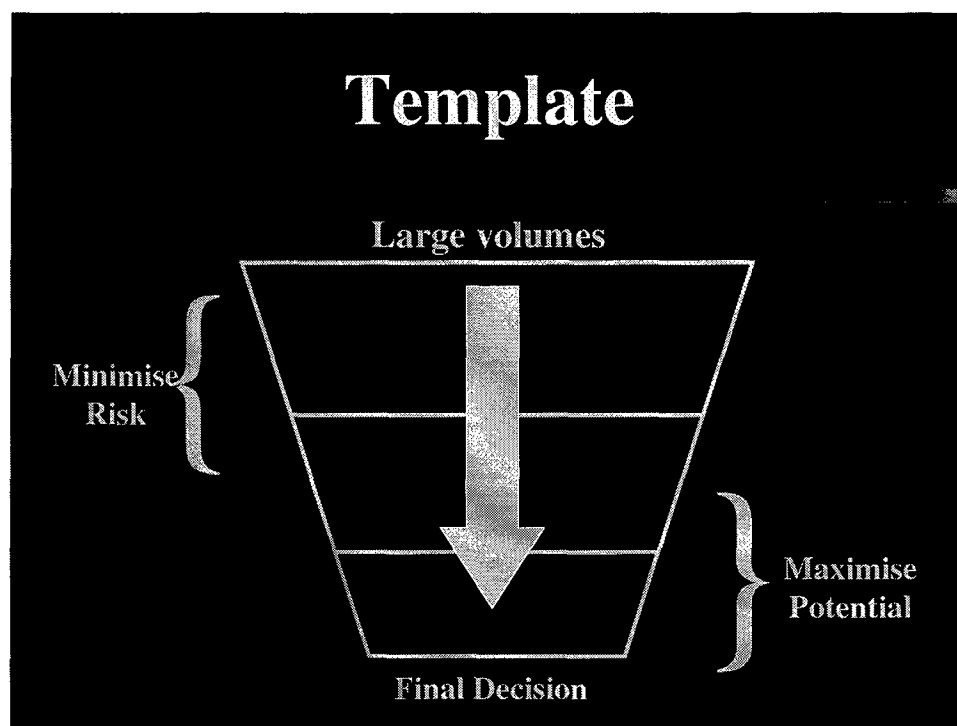 Template
Large volumes
Minimise
Risk
Maximise
Potential
Final Decision